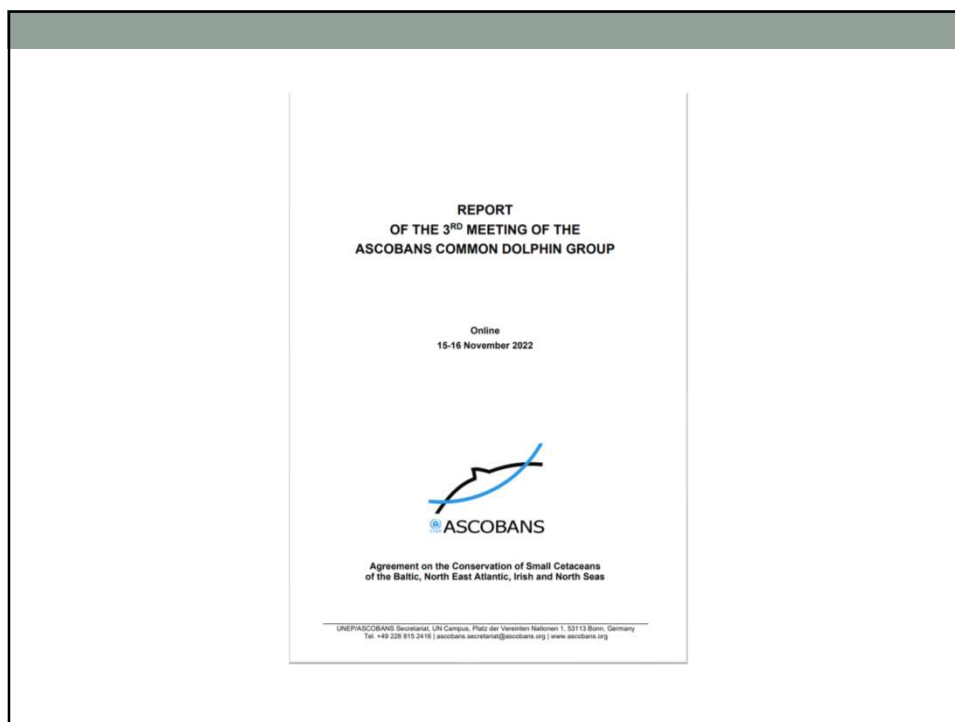 REPORT
OF THE 3RD MEETING OF THE
ASCOBANS COMMON DOLPHIN GROUP
Online
15-16 November 2022
ASCOBANS
Agreement on the Conservation of Small Cetaceans
of the Baltic, North East Atlantic, Irish and North Seas
UNEP/ASCOBANS Secretariat, UN Campus, Platz der Vereinten Nationen 1, 53113 Bonn, Germany
Tel. +49 228 815 2416 | ascobans.secretariat@ascobans.org | www.ascobans.org